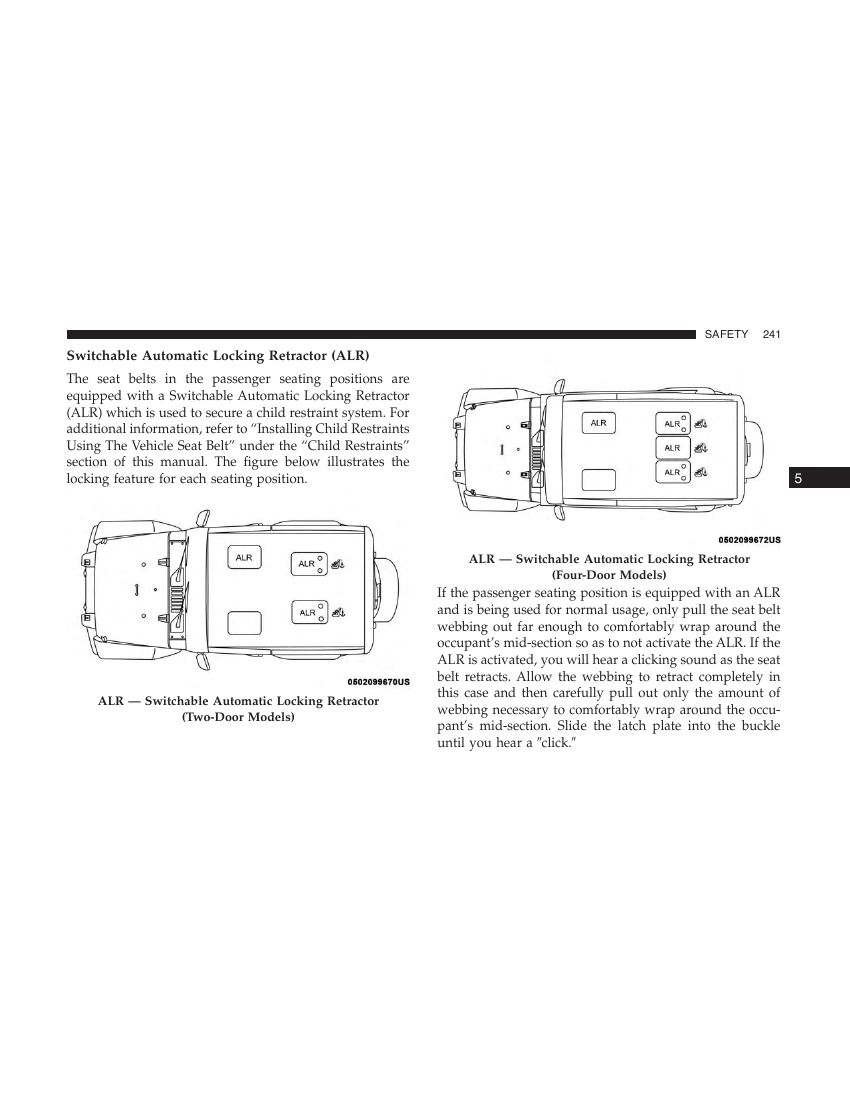 SAFETY 241
Switchable Automatic Locking Retractor (ALR)
The seat belts in the passenger seating positions are
equipped with a Switchable Automatic Locking Retractor
(ALR) which is used to secure a child restraint system. For
additional information, refer to “Installing Child Restraints
Using The Vehicle Seat Belt” under the “Child Restraints”
section of this manual. The figure below illustrates the
locking feature for each seating position.
ALR
ALR
ALR
0502099670US
ALR — Switchable Automatic Locking Retractor
(Two-Door Models)
ALR
ALR
ALR
ALR
0502099672US
ALR — Switchable Automatic Locking Retractor
(Four-Door Models)
If the passenger seating position is equipped with an ALR
and is being used for normal usage, only pull the seat belt
webbing out far enough to comfortably wrap around the
occupant’s mid-section so as to not activate the ALR. If the
ALR is activated, you will hear a clicking sound as the seat
belt retracts. Allow the webbing to retract completely in
this case and then carefully pull out only the amount of
webbing necessary to comfortably wrap around the occu-
pant’s mid-section. Slide the latch plate into the buckle
until you hear a ″click.″
5